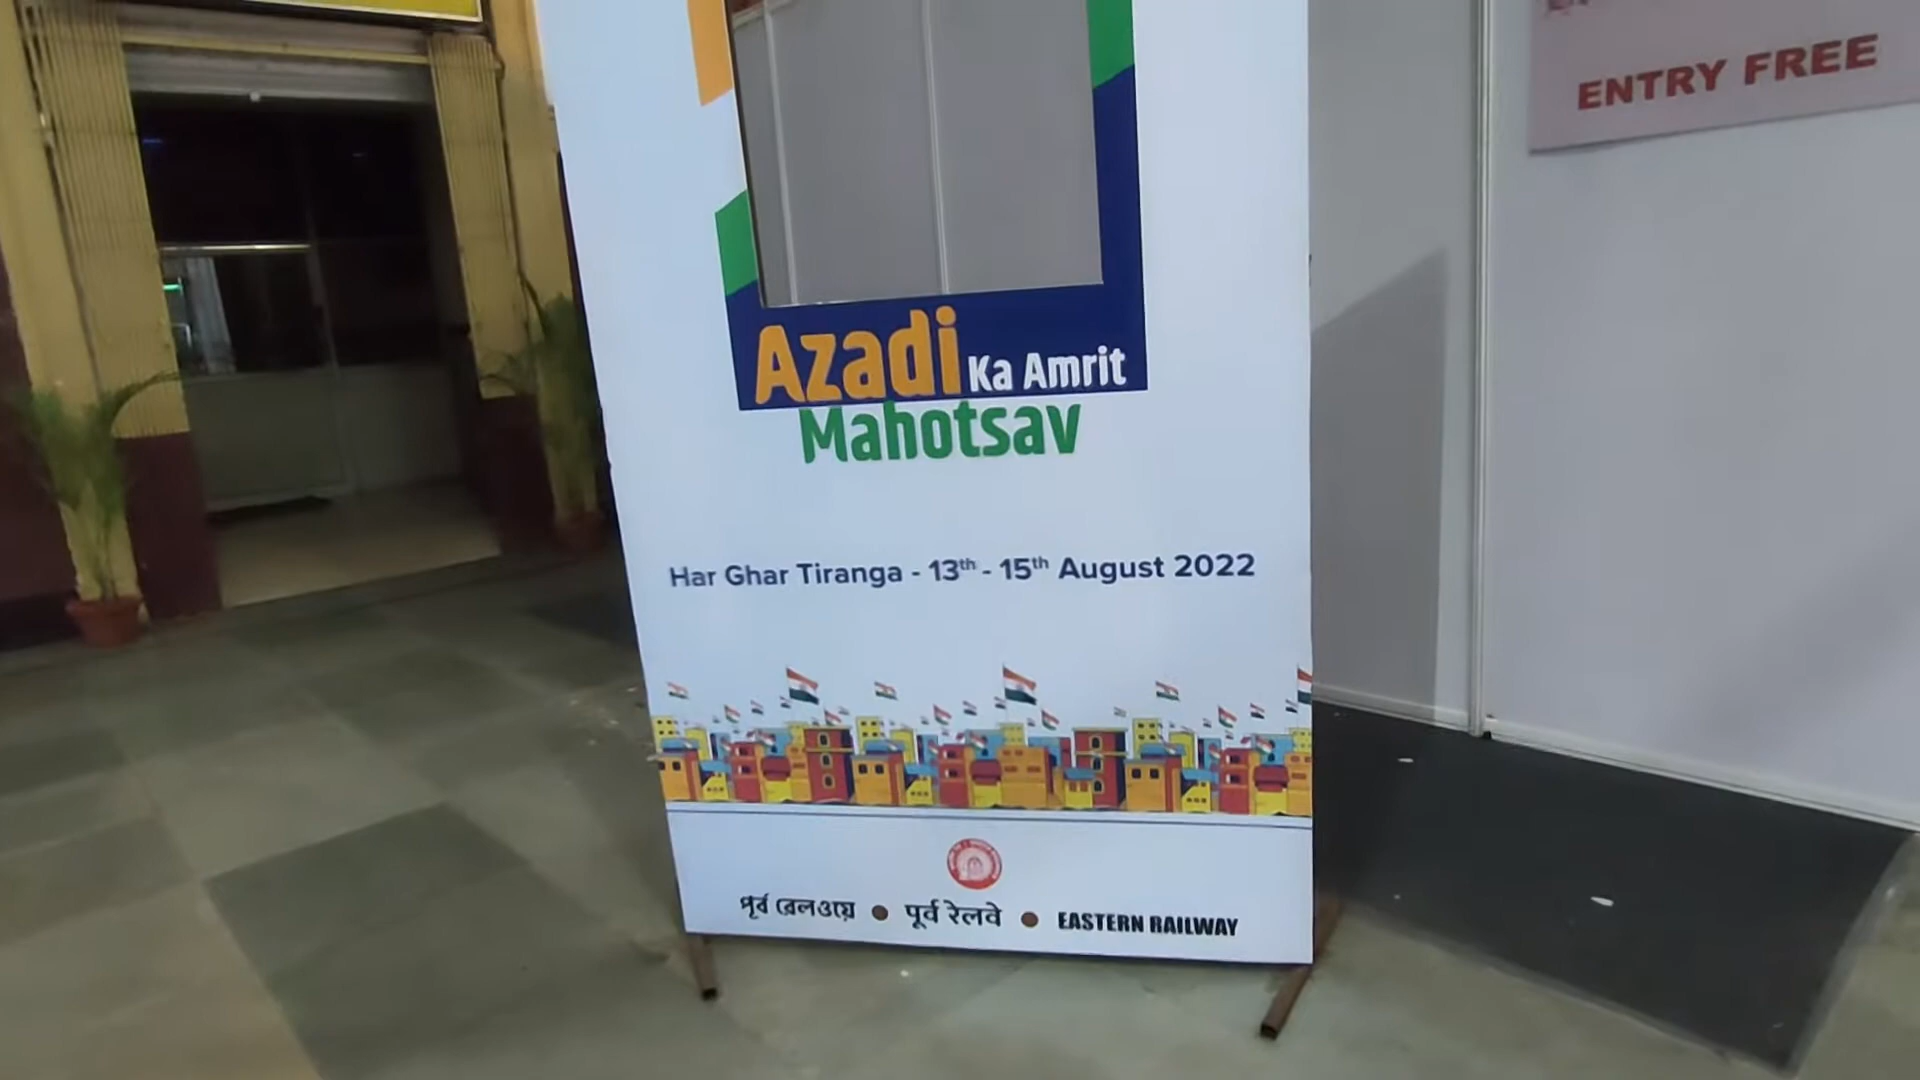 ENTRY FREE
Azadi Ka Amrit
Mahotsav
Har Ghar Tiranga - 13th - 15th August 2022
পূর্ব রেলওয়ে ● पूर्व रेलवे ● EASTERN RAILWAY